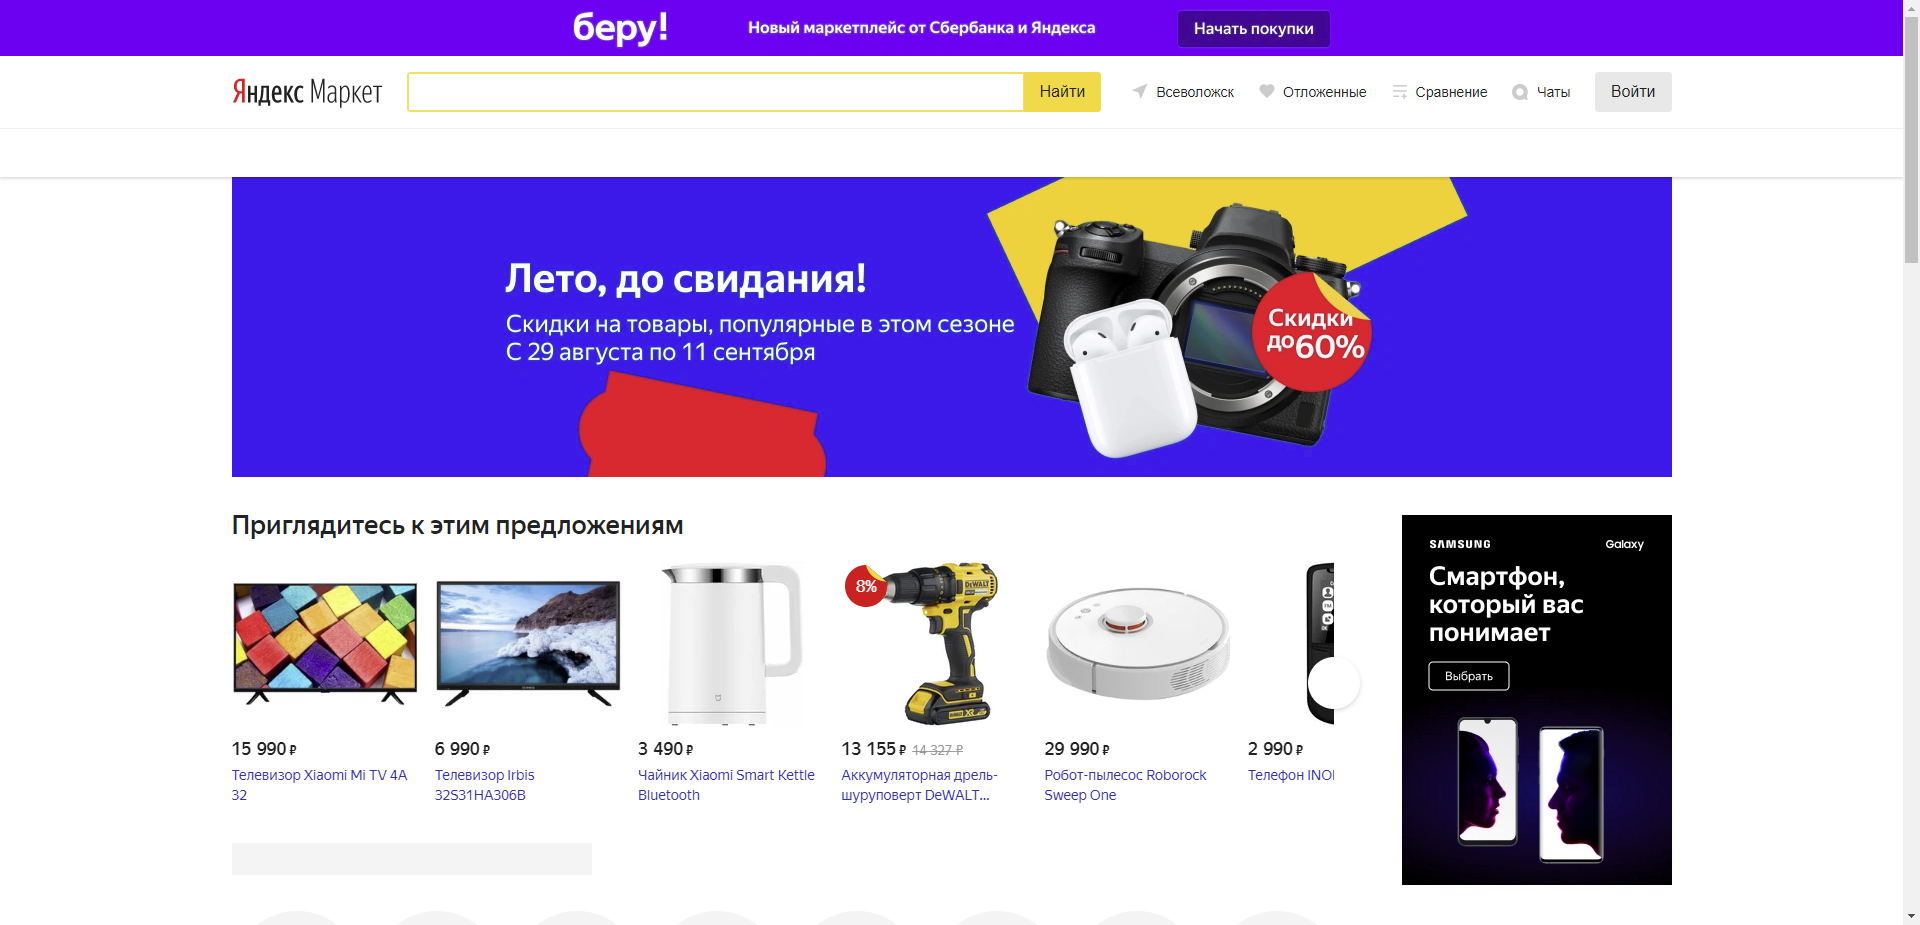 беру!
Новый маркетплейс от Сбербанка и Яндекса
Начать покупки
Яндекс Маркет
Найти
Всеволожск
Отложенные
Сравнение
Чаты
Войти
Лето, до свидания!
Скидки на товары, популярные в этом сезоне
С 29 августа по 11 сентября
Скидки
до 60%
Приглядитесь к этим предложениям
8%
DEWALT
XR
15 990 ₽
Телевизор Xiaomi Mi TV 4A
32
6 990 ₽
Телевизор Irbis
32S31HA306B
3 490 ₽
Чайник Xiaomi Smart Kettle
Bluetooth
13 155 ₽ 14 327 ₽
Аккумуляторная дрель-
шуруповерт DeWALT...
29 990 ₽
Робот-пылесос Roborock
Sweep One
2 990 ₽
Телефон INOI
SAMSUNG
Galaxy
Смартфон,
который вас
понимает
Выбрать